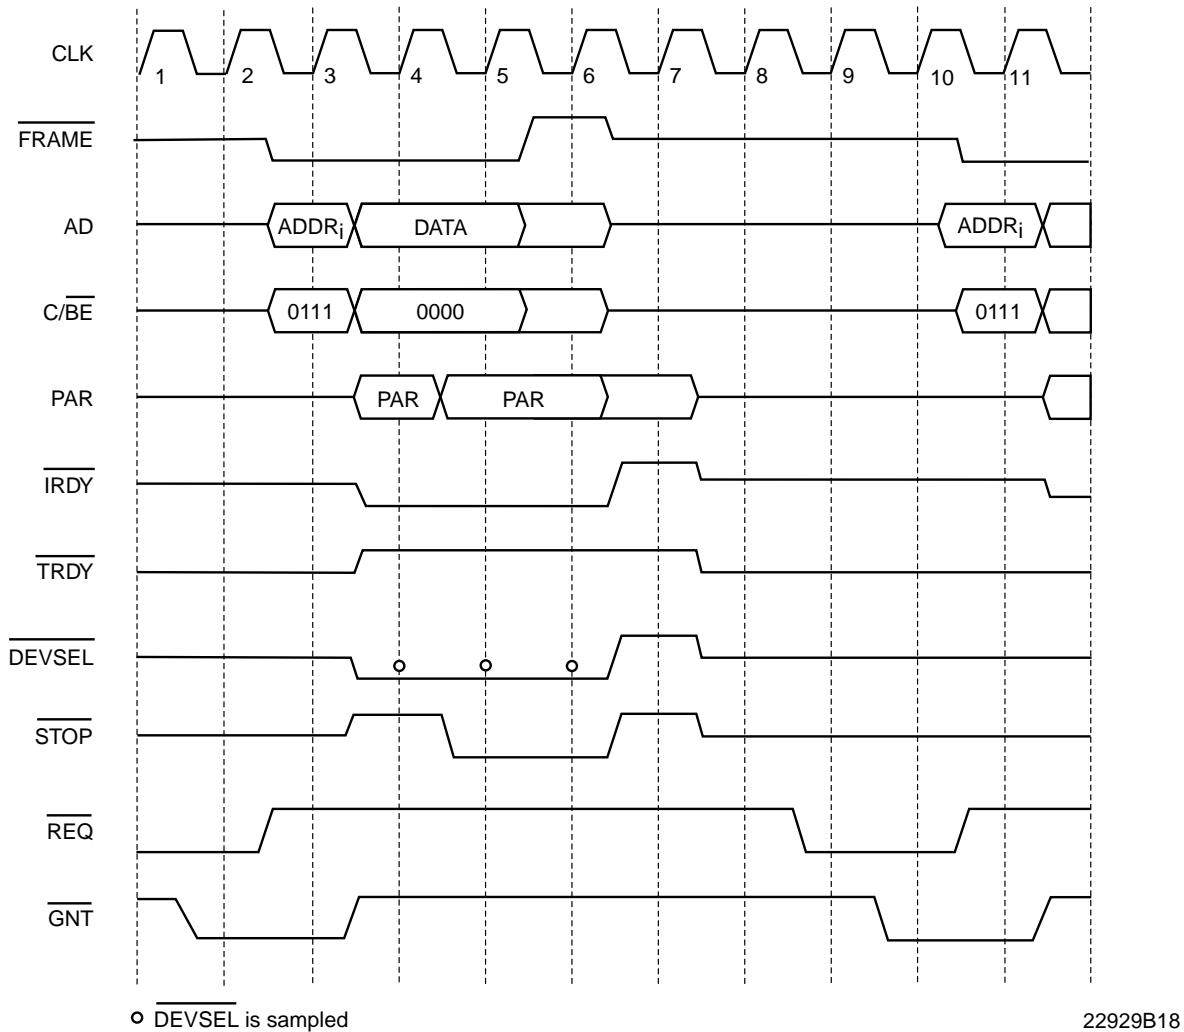 CLK
1 2 3 4 5 6 7 8 9 10 11
FRAME
AD
ADDRi DATA ADDRi
C/BE
0111 0000 0111
PAR
PAR PAR
IRDY
TRDY
DEVSEL
STOP
REQ
GNT
DEVSEL is sampled
22929B18